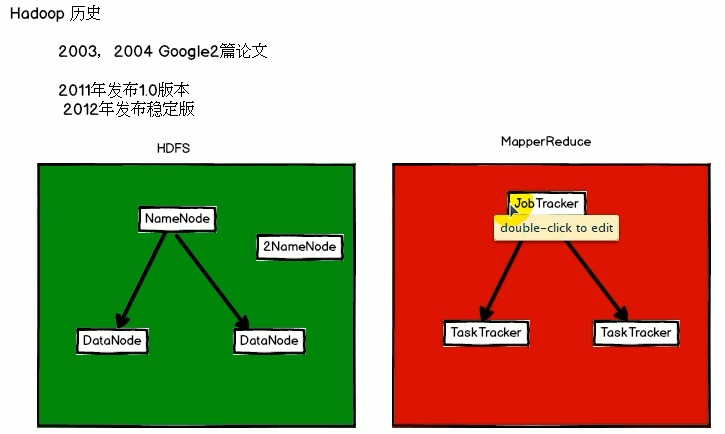 Hadoop 历史
2003，2004 Google2篇论文
2011年发布1.0版本
2012年发布稳定版
HDFS
NameNode
2NameNode
DataNode
DataNode
MapperReduce
JobTracker
double-click to edit
TaskTracker
TaskTracker